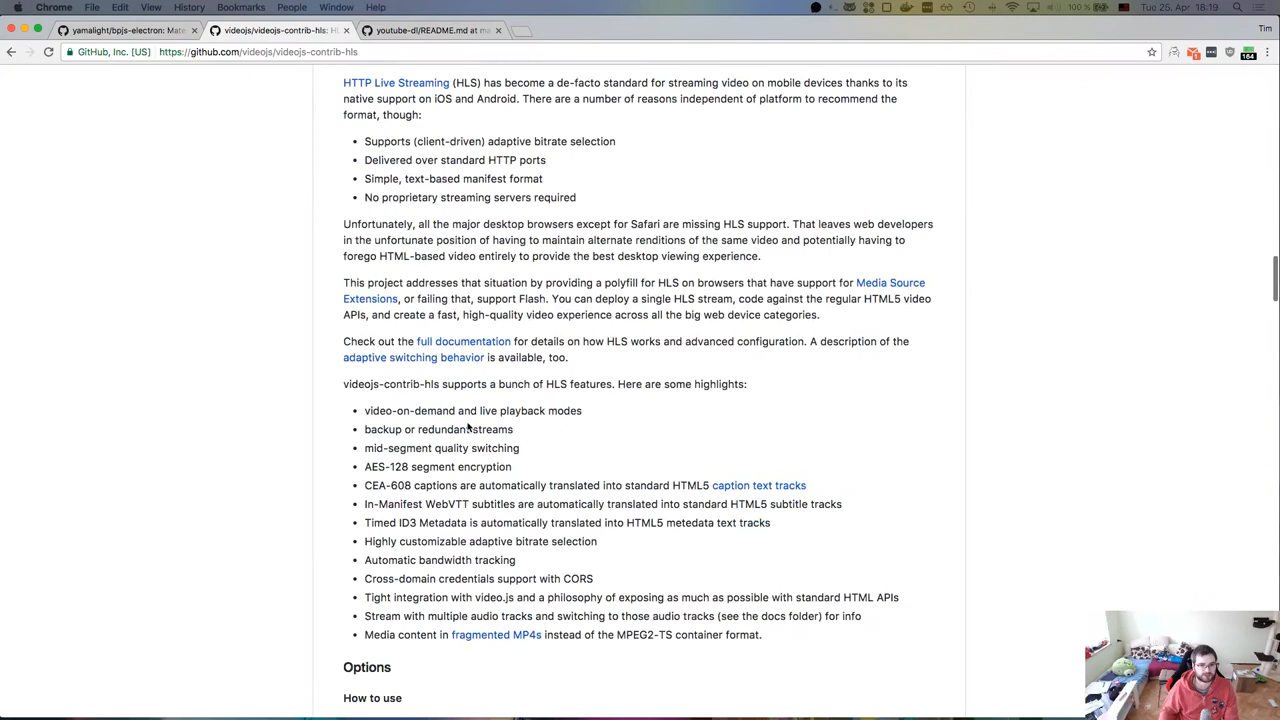 Chrome File Edit View History Bookmarks People Window Help 100 % Tue 25. Apr 18:19
yamalight/bpjs-electron: Mate videojs/videojs-contrib-hls: H youtube-dl/README.md at ma Tim
GitHub, Inc. [US] https://github.com/videojs/videojs-contrib-hls 1 164
HTTP Live Streaming (HLS) has become a de-facto standard for streaming video on mobile devices thanks to its
native support on iOS and Android. There are a number of reasons independent of platform to recommend the
format, though:
• Supports (client-driven) adaptive bitrate selection
• Delivered over standard HTTP ports
• Simple, text-based manifest format
• No proprietary streaming servers required
Unfortunately, all the major desktop browsers except for Safari are missing HLS support. That leaves web developers
in the unfortunate position of having to maintain alternate renditions of the same video and potentially having to
forego HTML-based video entirely to provide the best desktop viewing experience.
This project addresses that situation by providing a polyfill for HLS on browsers that have support for Media Source
Extensions, or failing that, support Flash. You can deploy a single HLS stream, code against the regular HTML5 video
APIs, and create a fast, high-quality video experience across all the big web device categories.
Check out the full documentation for details on how HLS works and advanced configuration. A description of the
adaptive switching behavior is available, too.
videojs-contrib-hls supports a bunch of HLS features. Here are some highlights:
• video-on-demand and live playback modes
• backup or redundant streams
• mid-segment quality switching
• AES-128 segment encryption
• CEA-608 captions are automatically translated into standard HTML5 caption text tracks
• In-Manifest WebVTT subtitles are automatically translated into standard HTML5 subtitle tracks
• Timed ID3 Metadata is automatically translated into HTML5 metedata text tracks
• Highly customizable adaptive bitrate selection
• Automatic bandwidth tracking
• Cross-domain credentials support with CORS
• Tight integration with video.js and a philosophy of exposing as much as possible with standard HTML APIs
• Stream with multiple audio tracks and switching to those audio tracks (see the docs folder) for info
• Media content in fragmented MP4s instead of the MPEG2-TS container format.
Options
How to use